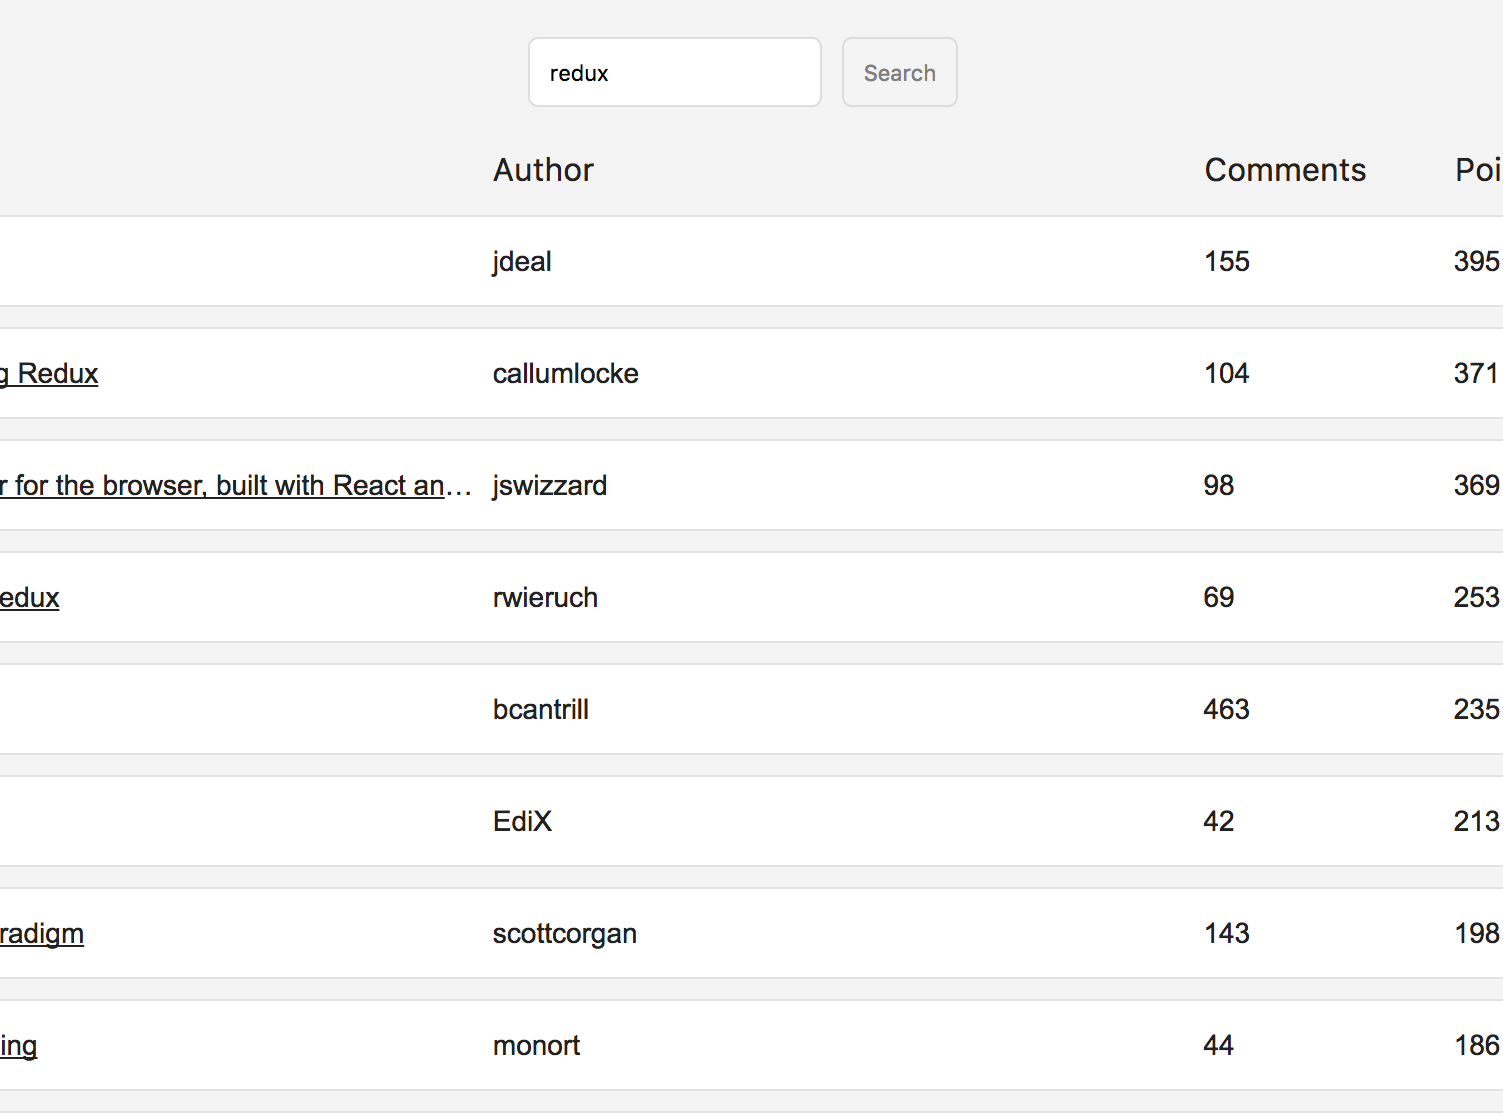 redux Search
Author Comments Poi
jdeal 155 395
g Redux callumlocke 104 371
r for the browser, built with React an… jswizzard 98 369
edux rwieruch 69 253
bcantrill 463 235
EdiX 42 213
radigm scottcorgan 143 198
ing monort 44 186